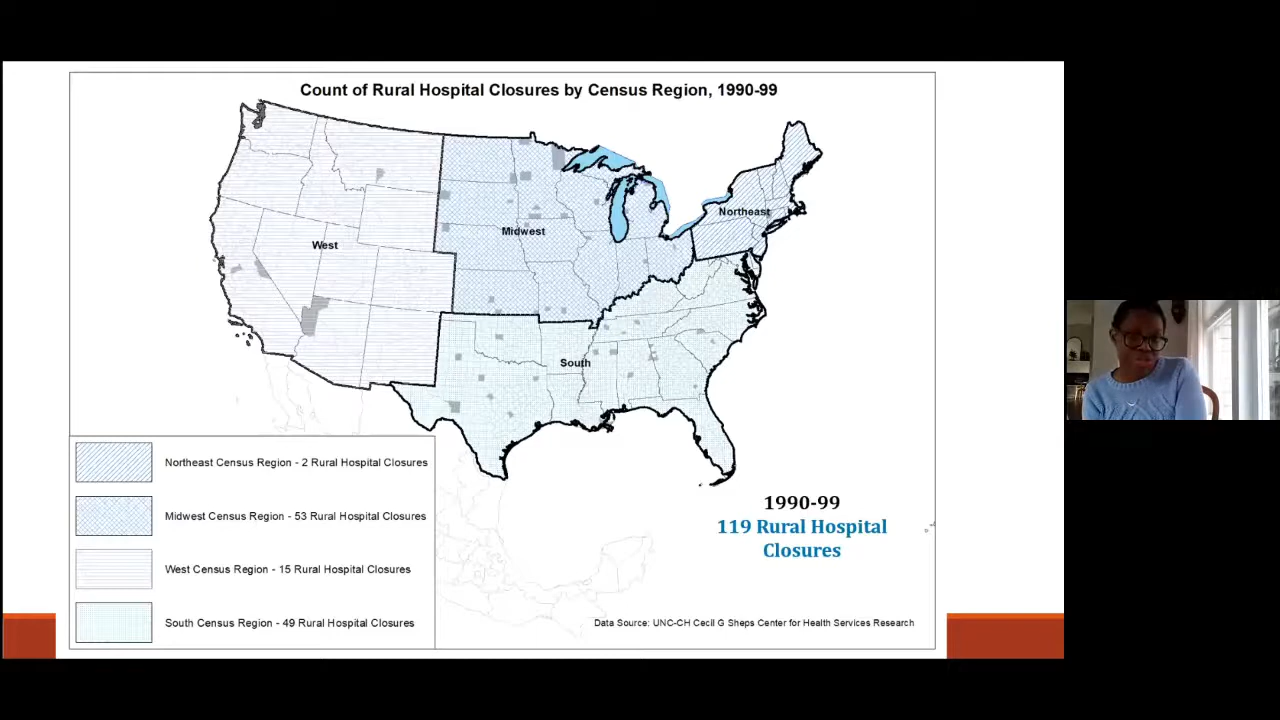 Count of Rural Hospital Closures by Census Region, 1990-99
Northeast
Midwest
West
South
Northeast Census Region - 2 Rural Hospital Closures
Midwest Census Region - 53 Rural Hospital Closures
West Census Region - 15 Rural Hospital Closures
South Census Region - 49 Rural Hospital Closures
1990-99
119 Rural Hospital
Closures
Data Source: UNC-CH Cecil G Sheps Center for Health Services Research